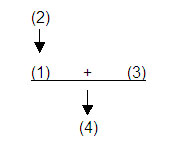 (2)
(1) + (3)
(4)